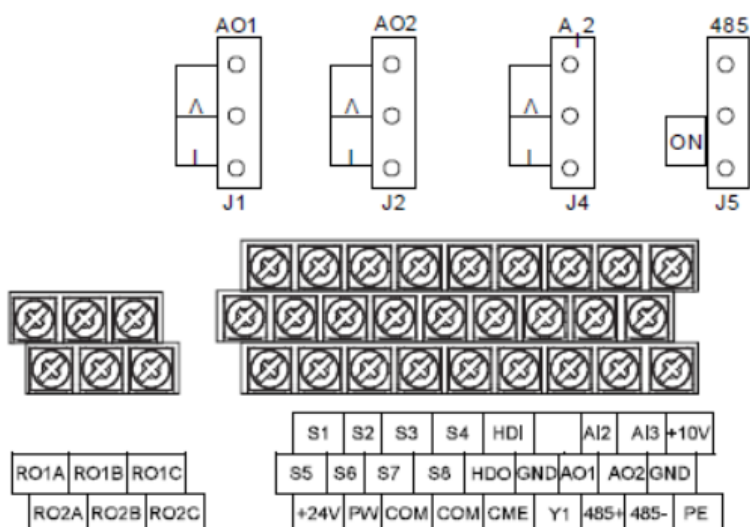 AO1 AO2 A 2 485
V V V
I I I ON
J1 J2 J4 J5
S1 S2 S3 S4 HDI AI2 AI3 +10V
RO1A RO1B RO1C S5 S6 S7 S8 HDO GND AO1 AO2 GND
RO2A RO2B RO2C +24V PW COM COM CME Y1 485+ 485- PE